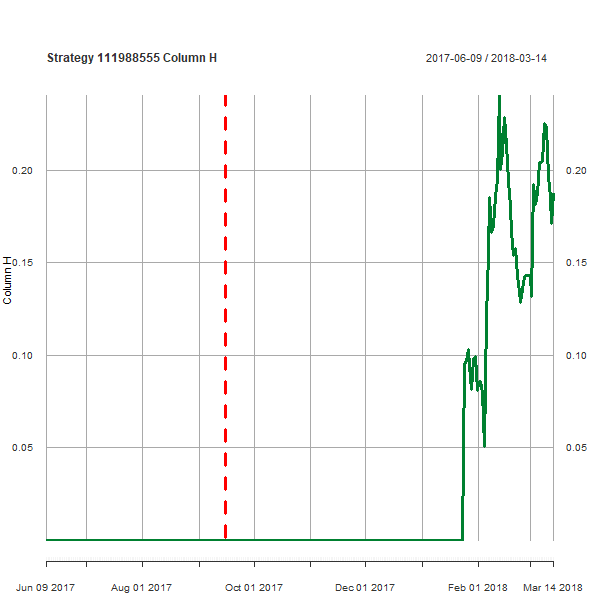 Strategy 111988555 Column H
2017-06-09 / 2018-03-14
0.20 0.20
0.15 0.15
Column H
0.10 0.10
0.05 0.05
Jun 09 2017 Aug 01 2017 Oct 01 2017 Dec 01 2017 Feb 01 2018 Mar 14 2018